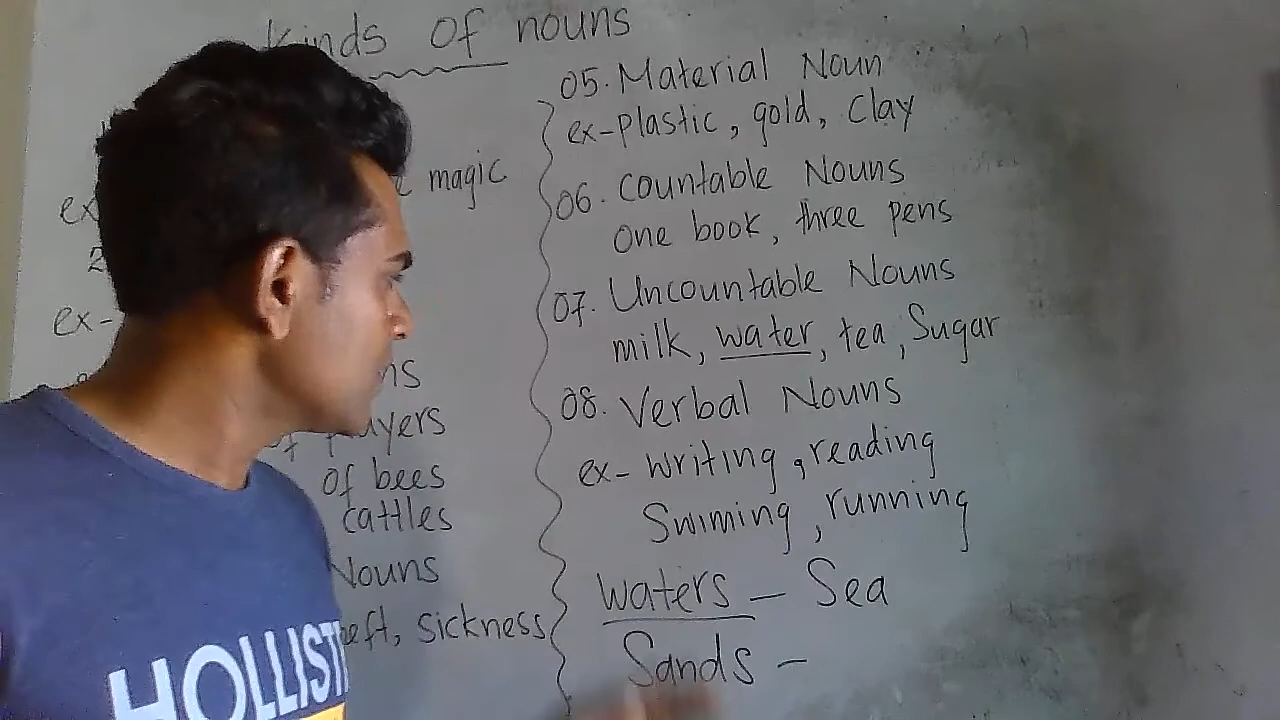 Kinds of nouns
magic
ex
2
ex-
ns
players
of bees
cattles
Nouns
eft, sickness
05. Material Noun
ex-plastic, gold, clay
06. Countable Nouns
One book, three pens
07. Uncountable Nouns
milk, water, tea, Sugar
08. Verbal Nouns
ex- writing, reading
Swiming, running
waters – Sea
Sands –
HOLLIST